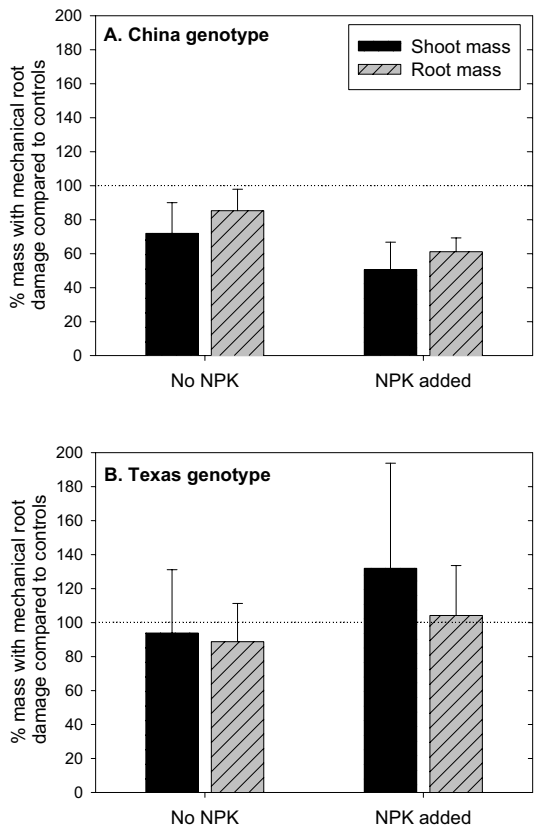 A. China genotype
Shoot mass
Root mass
% mass with mechanical root
damage compared to controls
200
180
160
140
120
100
80
60
40
20
0
No NPK
NPK added
B. Texas genotype
% mass with mechanical root
damage compared to controls
200
180
160
140
120
100
80
60
40
20
0
No NPK
NPK added